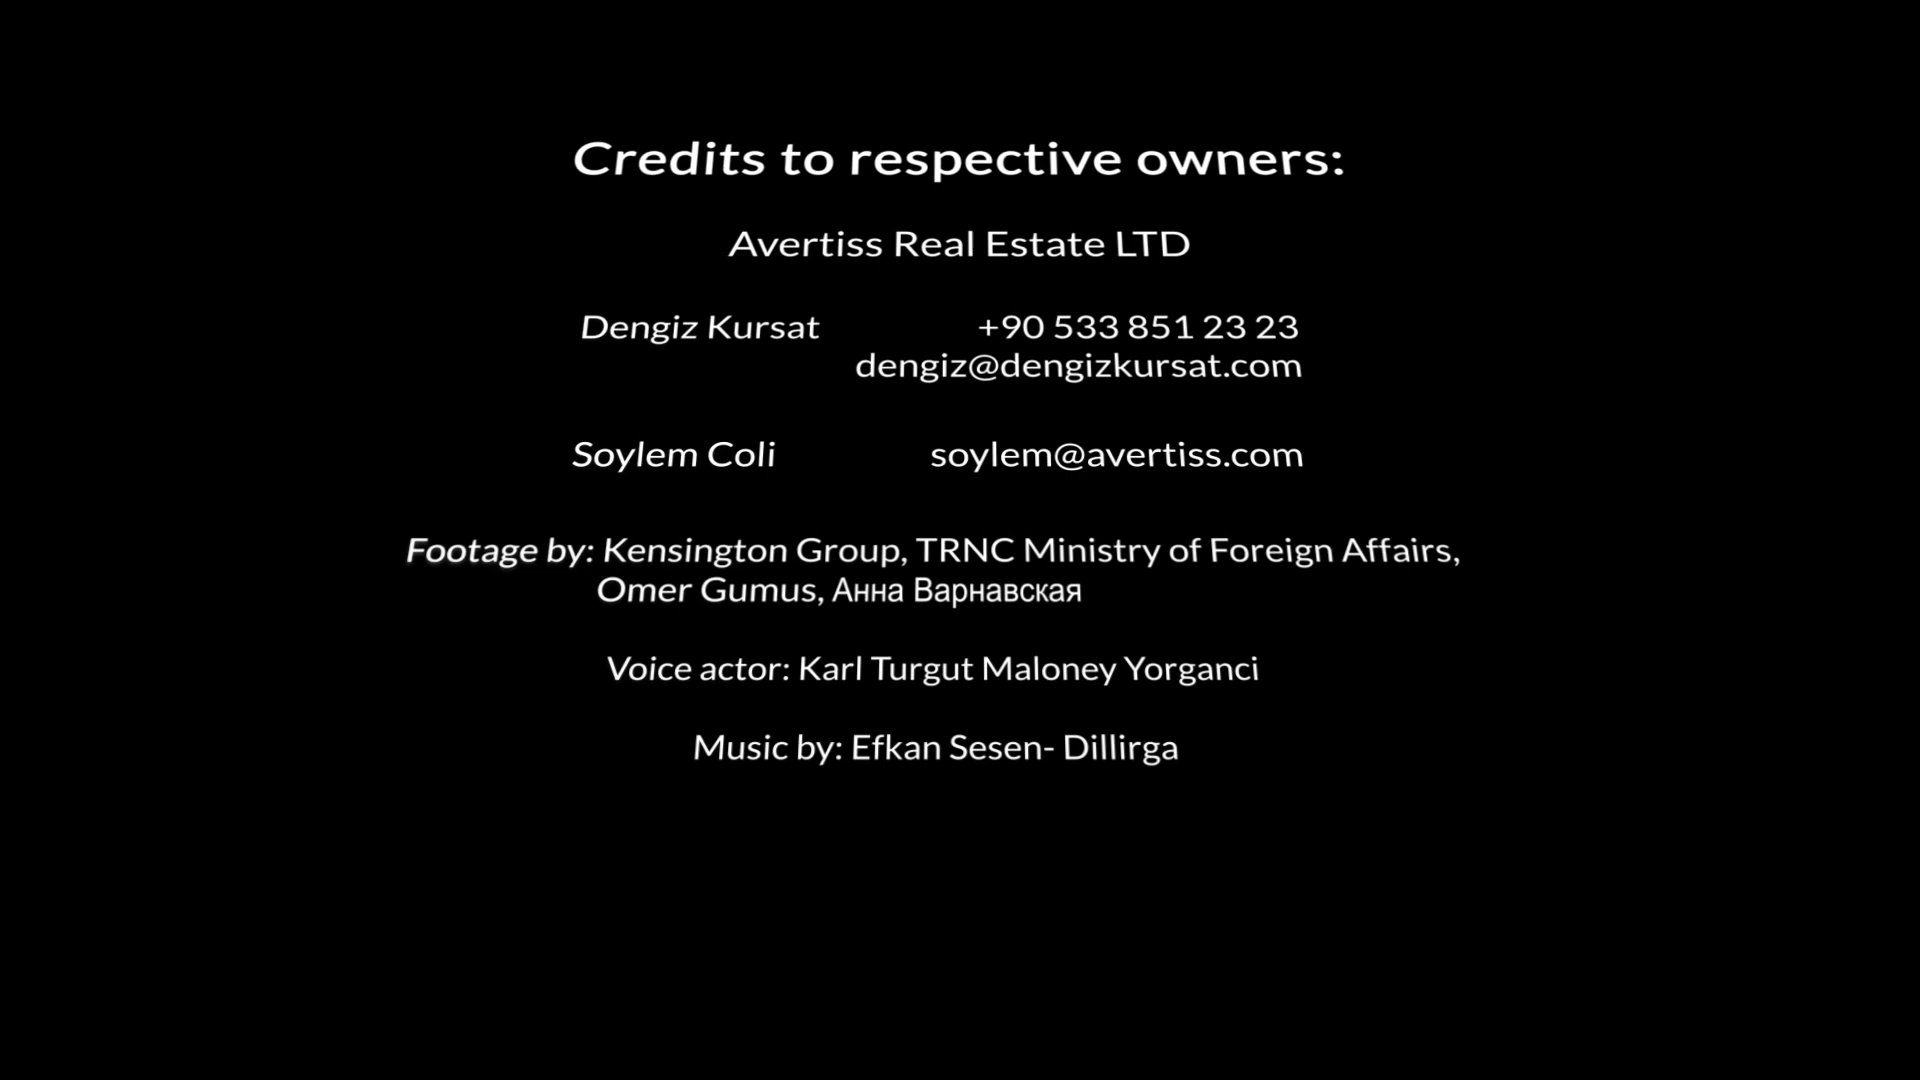 Credits to respective owners:
Avertiss Real Estate LTD
Dengiz Kursat +90 533 851 23 23
dengiz@dengizkursat.com
Soylem Coli soylem@avertiss.com
Footage by: Kensington Group, TRNC Ministry of Foreign Affairs,
Omer Gumus, Анна Варнавская
Voice actor: Karl Turgut Maloney Yorganci
Music by: Efkan Sesen- Dillirga